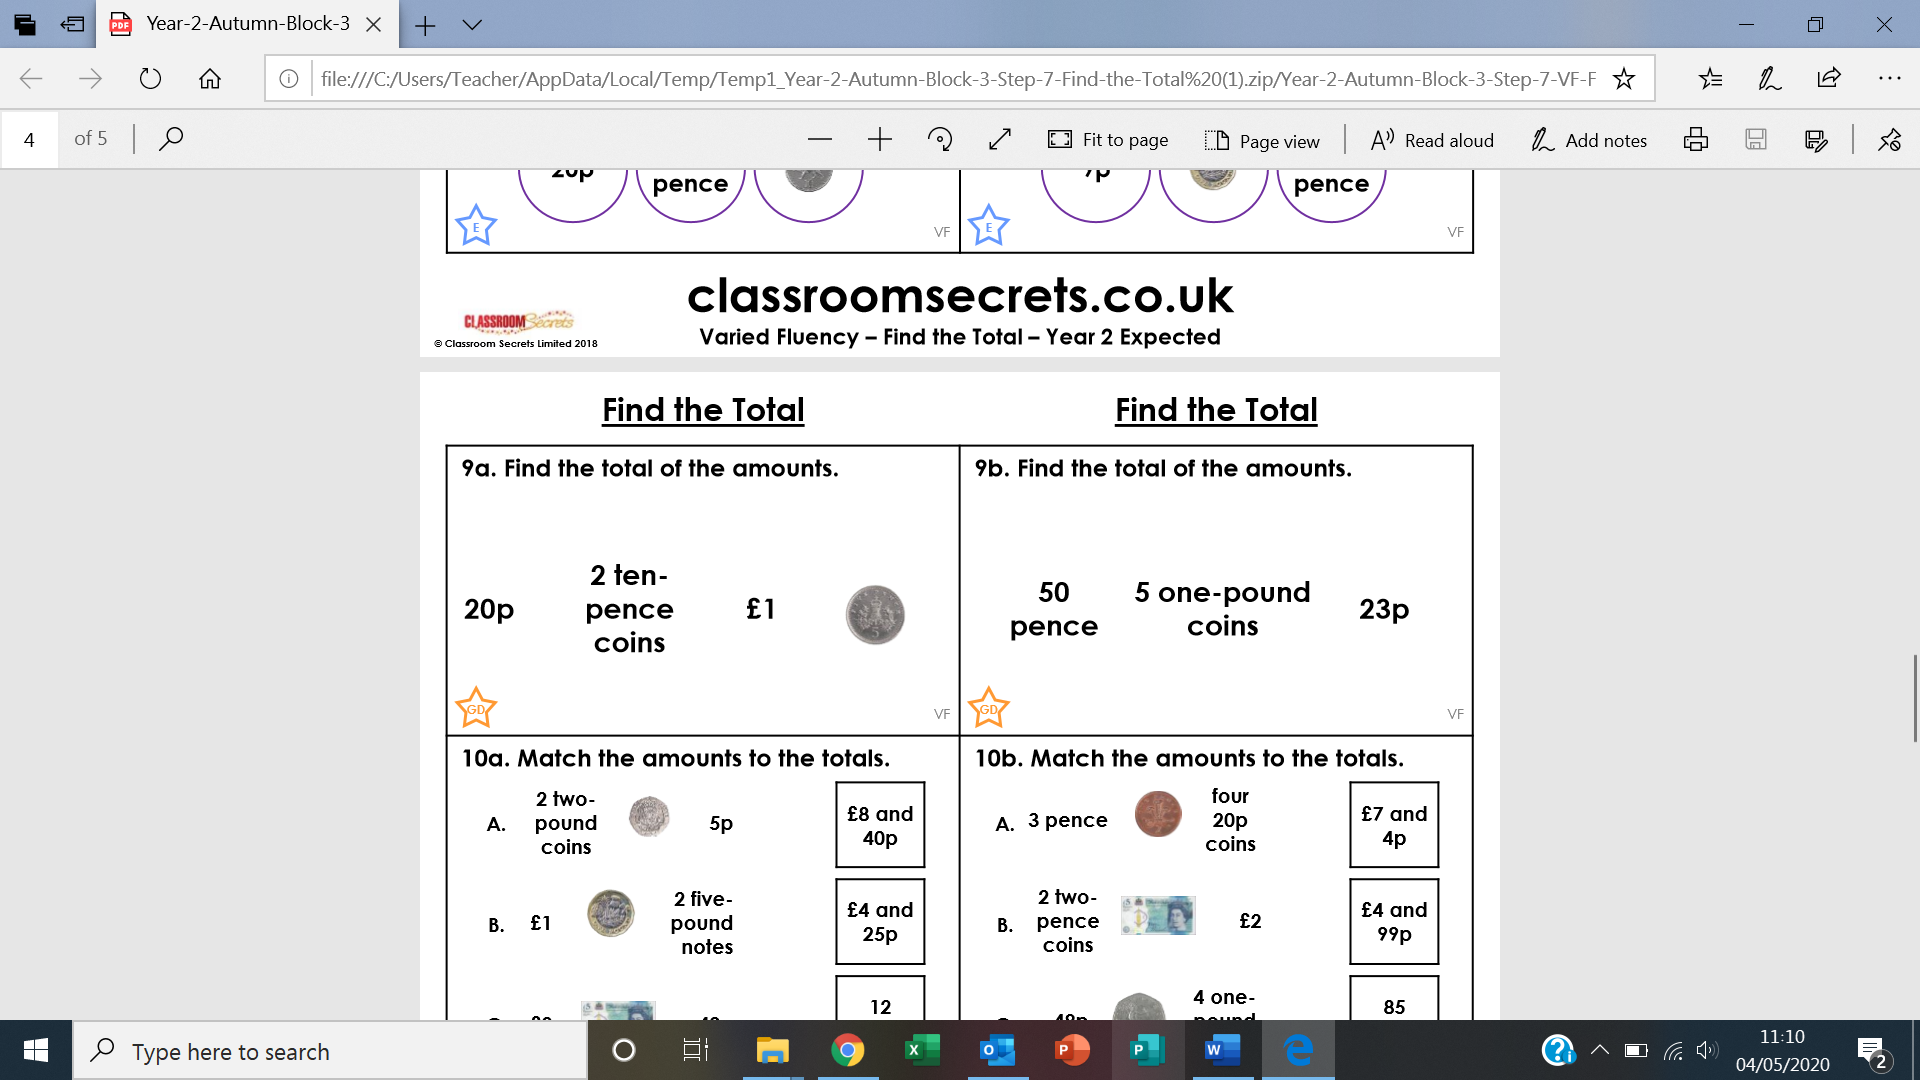 Year-2-Autumn-Block-3
file:///C:/Users/Teacher/AppData/Local/Temp/Temp1_Year-2-Autumn-Block-3-Step-7-Find-the-Total%20(1).zip/Year-2-Autumn-Block-3-Step-7-VF-F
4 of 5
Fit to page
Page view
Read aloud
Add notes
20p
pence
E
VF
7p
pence
E
VF
classroomsecrets.co.uk
CLASSROOM Secrets
© Classroom Secrets Limited 2018
Varied Fluency – Find the Total – Year 2 Expected
Find the Total
Find the Total
9a. Find the total of the amounts.
20p
2 ten-
pence
coins
£1
5
GD
VF
9b. Find the total of the amounts.
50
pence
5 one-pound
coins
23p
GD
VF
10a. Match the amounts to the totals.
A.
2 two-
pound
coins
5p
£8 and
40p
B.
£1
2 five-
pound
notes
£4 and
25p
12
10b. Match the amounts to the totals.
A. 3 pence
four
20p
coins
£7 and
4p
B.
2 two-
pence
coins
£2
£4 and
99p
4 one-
pound
85
Type here to search
11:10
04/05/2020
2